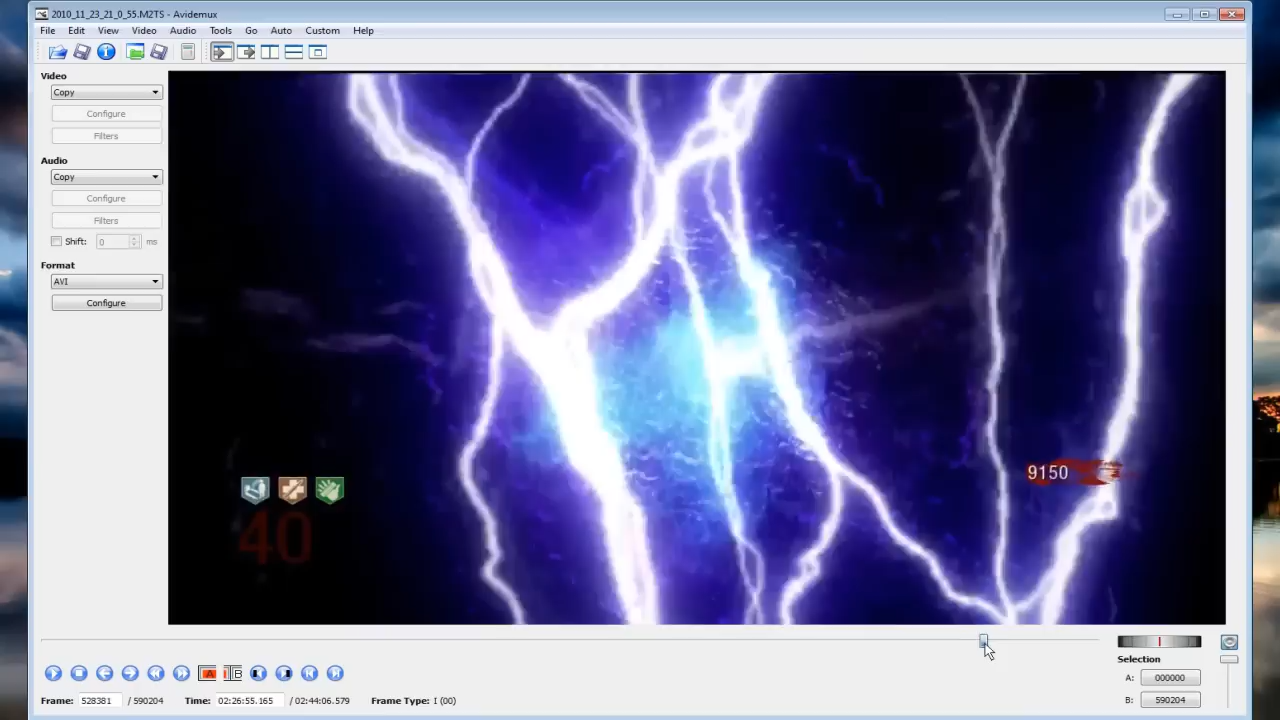 2010_11_23_21_0_55.M2TS - Avidemux
File Edit View Video Audio Tools Go Auto Custom Help
Video
Copy
Configure
Filters
Audio
Copy
Configure
Filters
Shift: 0 ms
Format
AVI
Configure
9150
40
A B
Selection
A: 000000
B: 590204
Frame: 528381 / 590204 Time: 02:26:55.165 / 02:44:06.579 Frame Type: I (00)